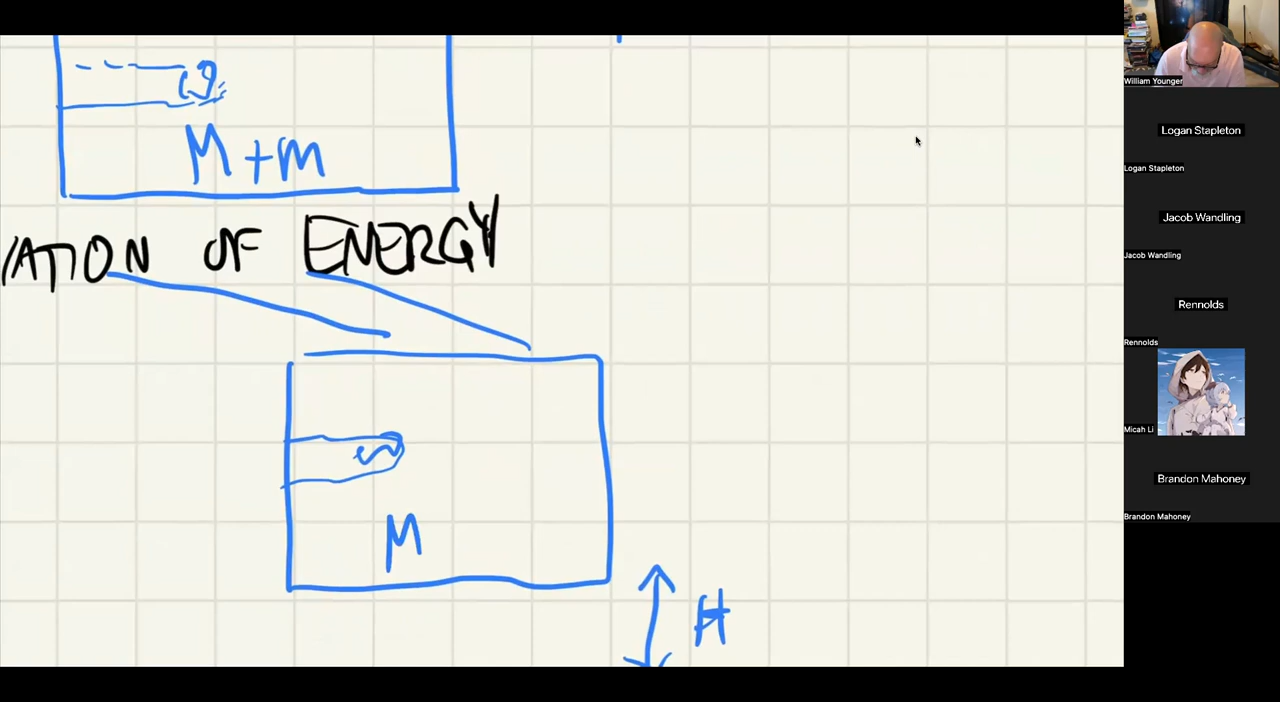 M+m
VATION OF ENERGY
M
H
William Younger
Logan Stapleton
Logan Stapleton
Jacob Wandling
Jacob Wandling
Rennolds
Rennolds
Micah Li
Brandon Mahoney
Brandon Mahoney